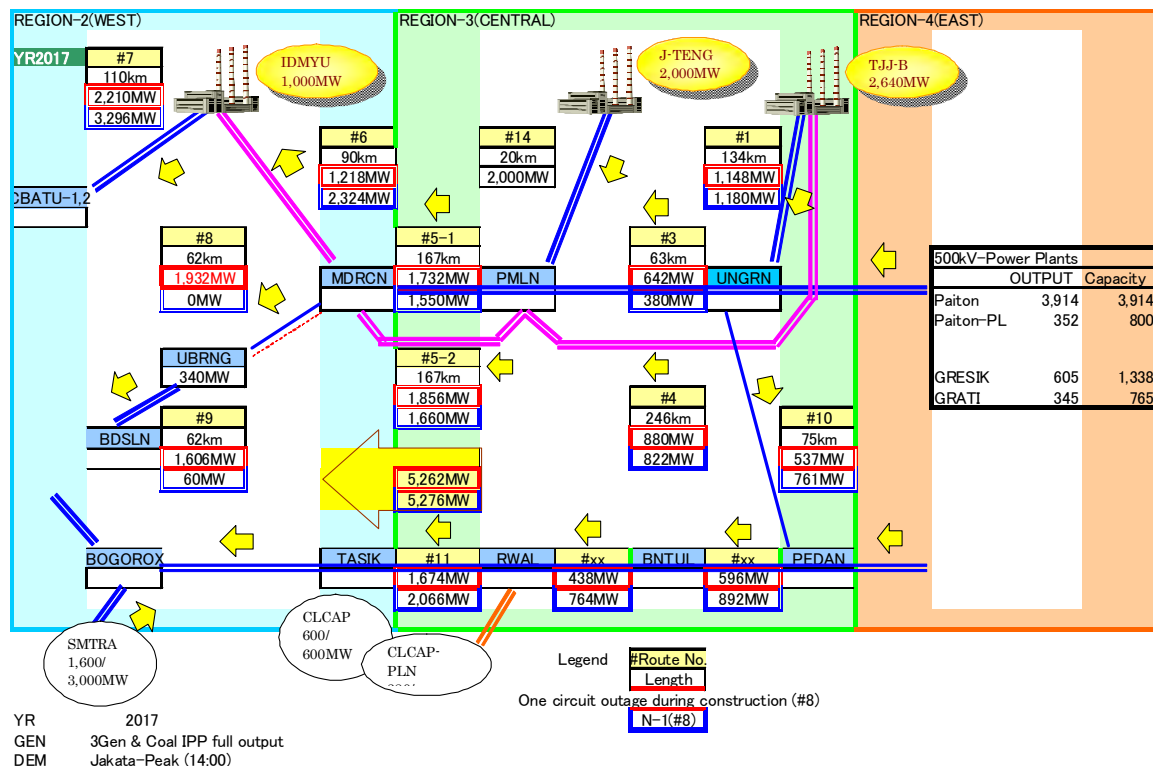 REGION-2(WEST)
REGION-3(CENTRAL)
REGION-4(EAST)
YR2017
#7
110km
2,210MW
3,296MW
IDMYU
1,000MW
J-TENG
2,000MW
TJJ-B
2,640MW
#6
90km
1,218MW
2,324MW
#14
20km
2,000MW
#1
134km
1,148MW
1,180MW
CBATU-1,2
#8
62km
1,932MW
0MW
MDRCN
#5-1
167km
1,732MW
1,550MW
PMLN
#3
63km
642MW
380MW
UNGRN
500kV-Power Plants
OUTPUT Capacity
Paiton 3,914 3,914
Paiton-PL 352 800
GRESIK 605 1,338
GRATI 345 765
UBRNG
340MW
#5-2
167km
1,856MW
1,660MW
#4
246km
880MW
822MW
BDSLN
#9
62km
1,606MW
60MW
#10
75km
537MW
761MW
5,262MW
5,276MW
BOGOROX
TASIK
#11
1,674MW
2,066MW
RWAL
#xx
438MW
764MW
BNTUL
#xx
596MW
892MW
PEDAN
SMTRA
1,600/
3,000MW
CLCAP
600/
600MW
CLCAP-
PLN
Legend
#Route No.
Length
One circuit outage during construction (#8)
N-1(#8)
YR 2017
GEN 3Gen & Coal IPP full output
DEM Jakata-Peak (14:00)